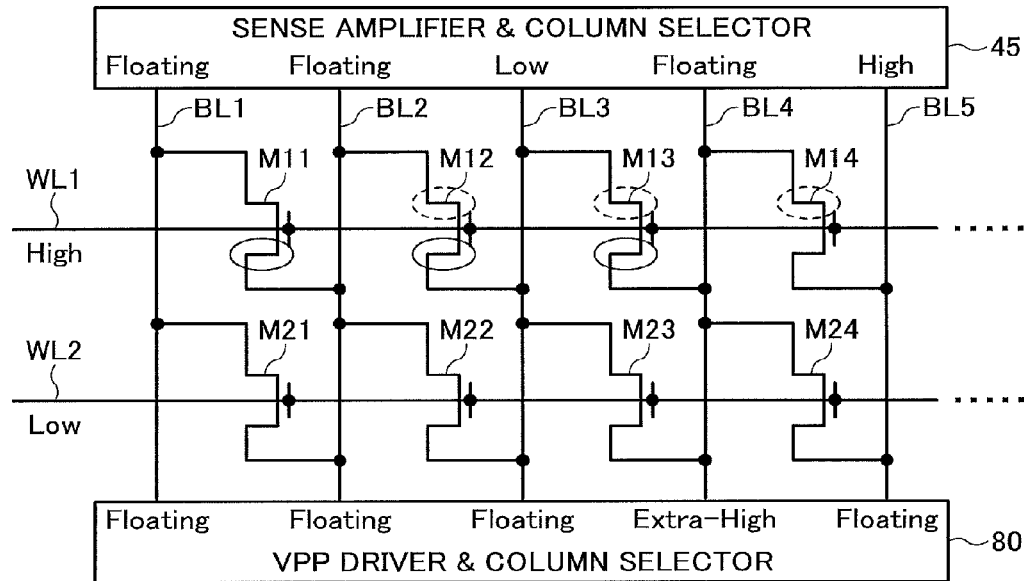 SENSE AMPLIFIER & COLUMN SELECTOR
Floating Floating Low Floating High
45
BL1 BL2 BL3 BL4 BL5
M11 M12 M13 M14
WL1
High
M21 M22 M23 M24
WL2
Low
Floating Floating Floating Extra-High Floating
VPP DRIVER & COLUMN SELECTOR
80